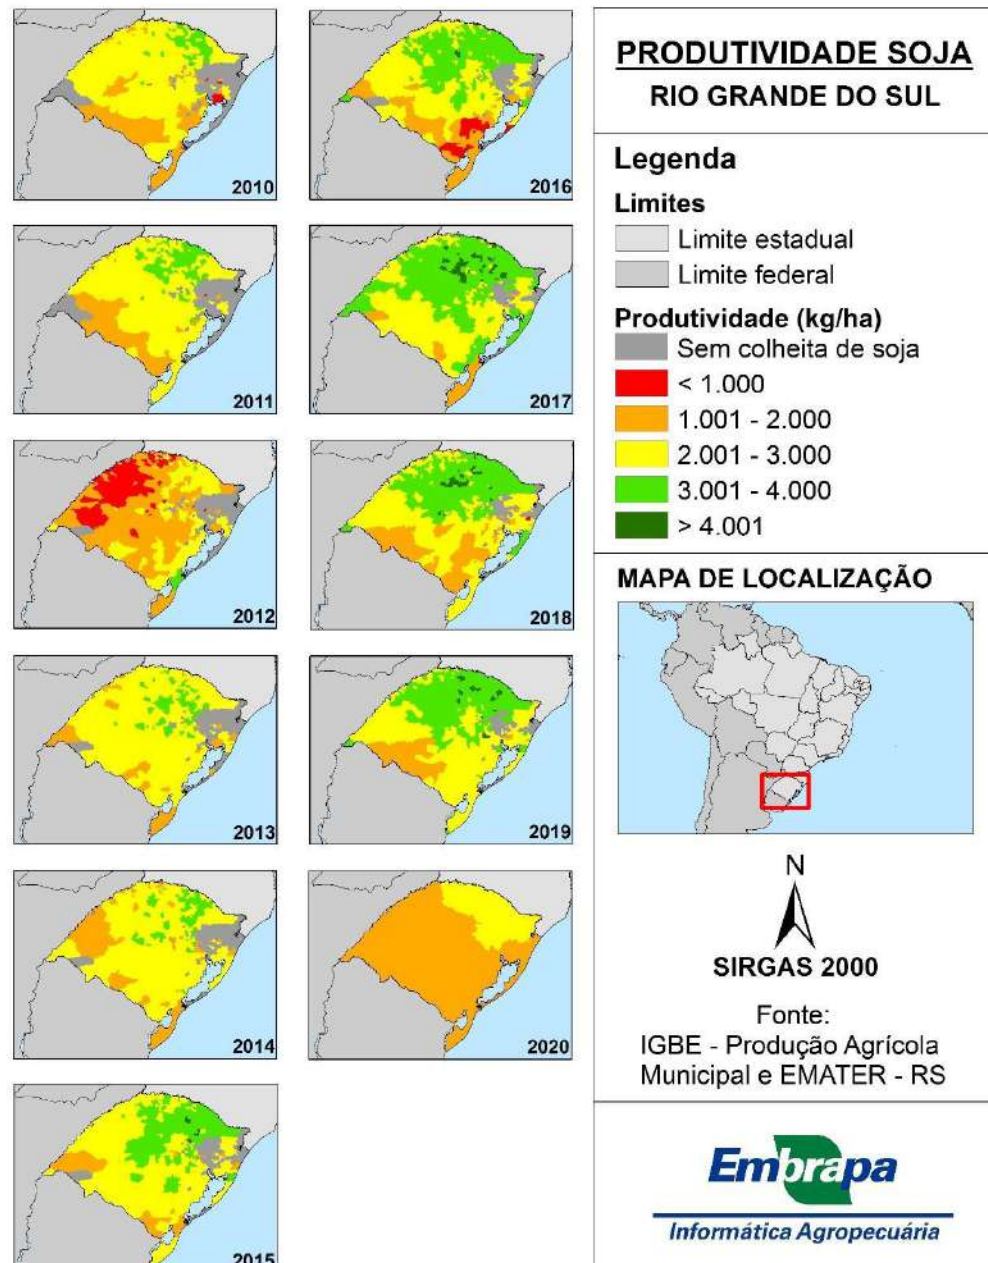 2010
2016
2011
2017
2012
2018
2013
2019
2014
2020
2015
PRODUTIVIDADE SOJA
RIO GRANDE DO SUL
Legenda
Limites
Limite estadual
Limite federal
Produtividade (kg/ha)
Sem colheita de soja
< 1.000
1.001 - 2.000
2.001 - 3.000
3.001 - 4.000
> 4.001
MAPA DE LOCALIZAÇÃO
N
SIRGAS 2000
Fonte:
IGBE - Produção Agrícola
Municipal e EMATER - RS
Embrapa
Informática Agropecuária